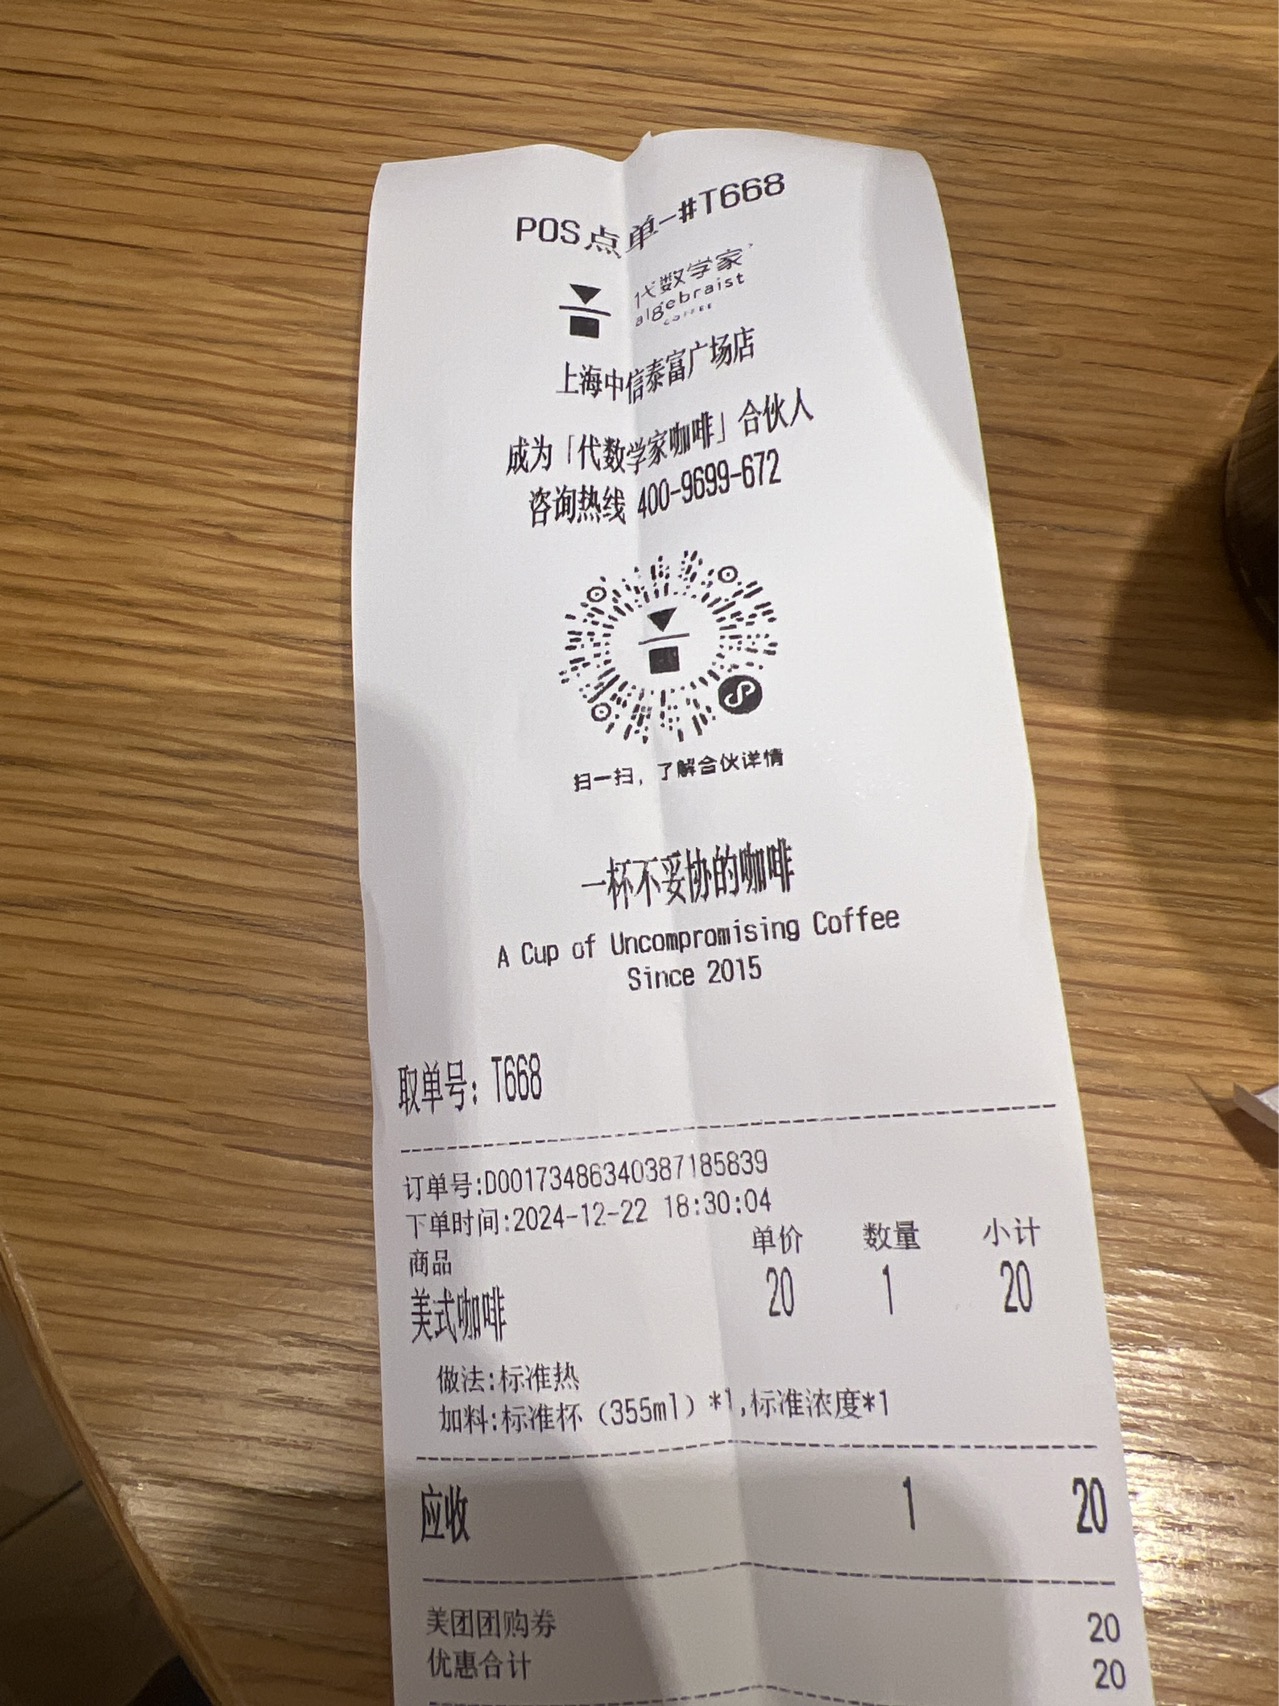 POS点单-#T668
代数学家
algebraist
COFFEE
上海中信泰富广场店
成为「代数学家咖啡」合伙人
咨询热线 400-9699-672
扫一扫，了解合伙详情
一杯不妥协的咖啡
A Cup of Uncompromising Coffee
Since 2015
取单号: T668
订单号:D00173486340387185839
下单时间:2024-12-22 18:30:04
商品 单价 数量 小计
美式咖啡 20 1 20
做法:标准热
加料:标准杯（355ml）*1,标准浓度*1
应收 1 20
美团团购券 20
优惠合计 20